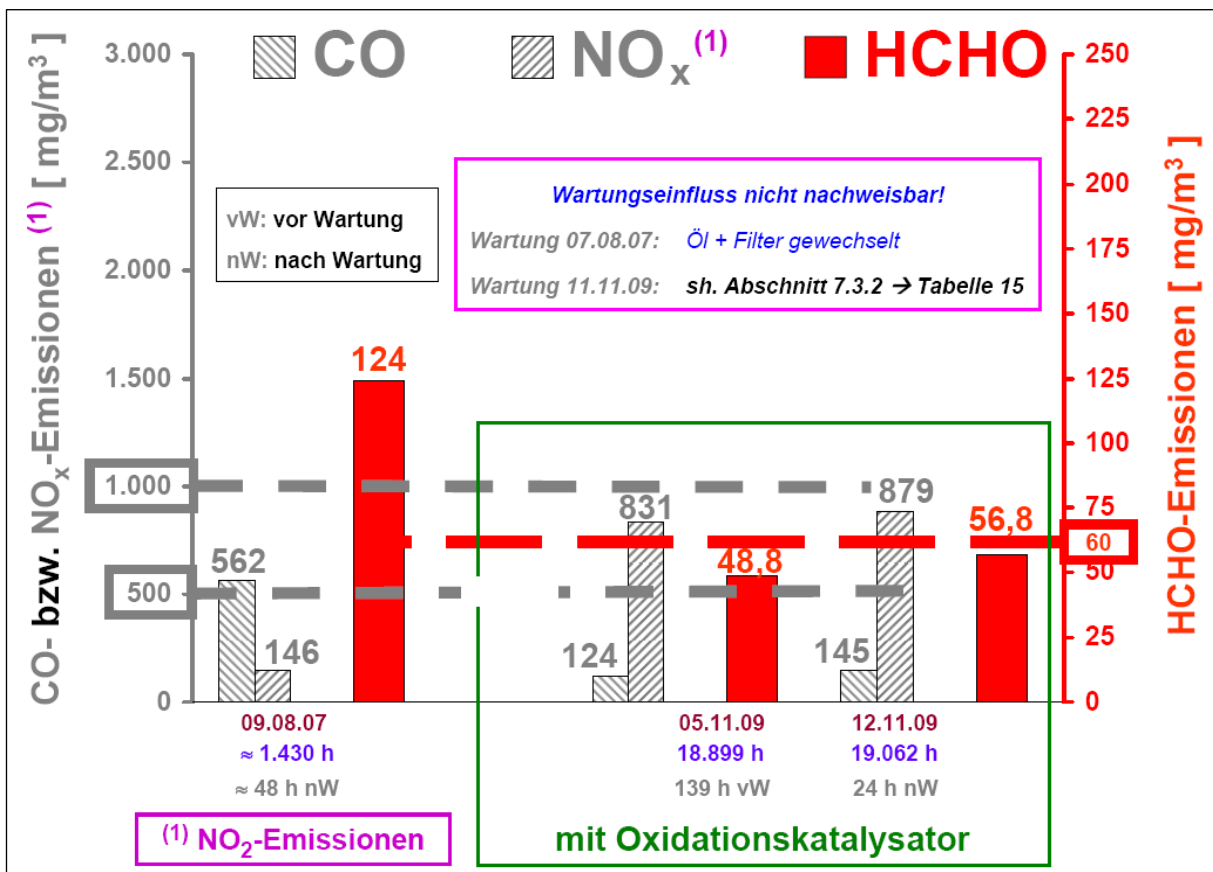 CO
NOx(1)
HCHO
CO- bzw. NOx-Emissionen (1) [ mg/m³ ]
3.000
2.500
2.000
1.500
1.000
500
0
vW: vor Wartung
nW: nach Wartung
Wartungseinfluss nicht nachweisbar!
Wartung 07.08.07: Öl + Filter gewechselt
Wartung 11.11.09: sh. Abschnitt 7.3.2 → Tabelle 15
HCHO-Emissionen [ mg/m³ ]
250
225
200
175
150
125
100
75
60
50
25
0
562
146
124
124
831
48,8
145
879
56,8
09.08.07
≈ 1.430 h
≈ 48 h nW
05.11.09
18.899 h
139 h vW
12.11.09
19.062 h
24 h nW
(1) NO2-Emissionen
mit Oxidationskatalysator